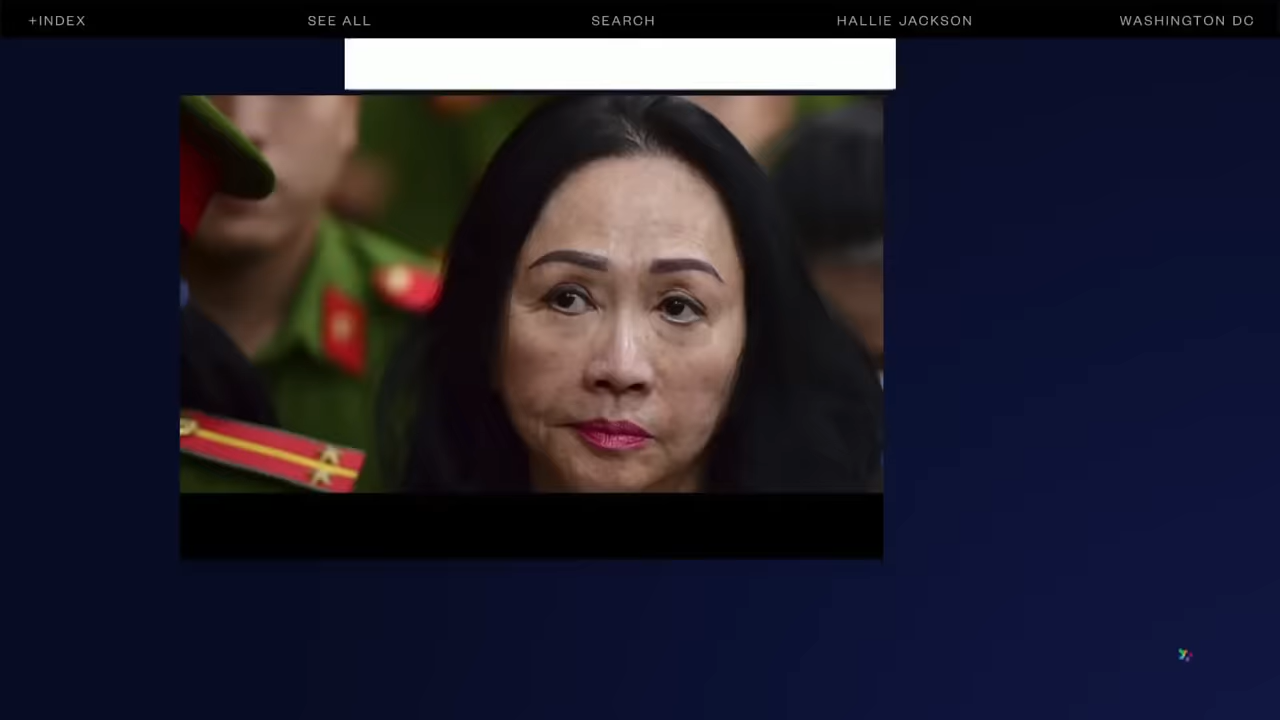 +INDEX
SEE ALL
SEARCH
HALLIE JACKSON
WASHINGTON DC